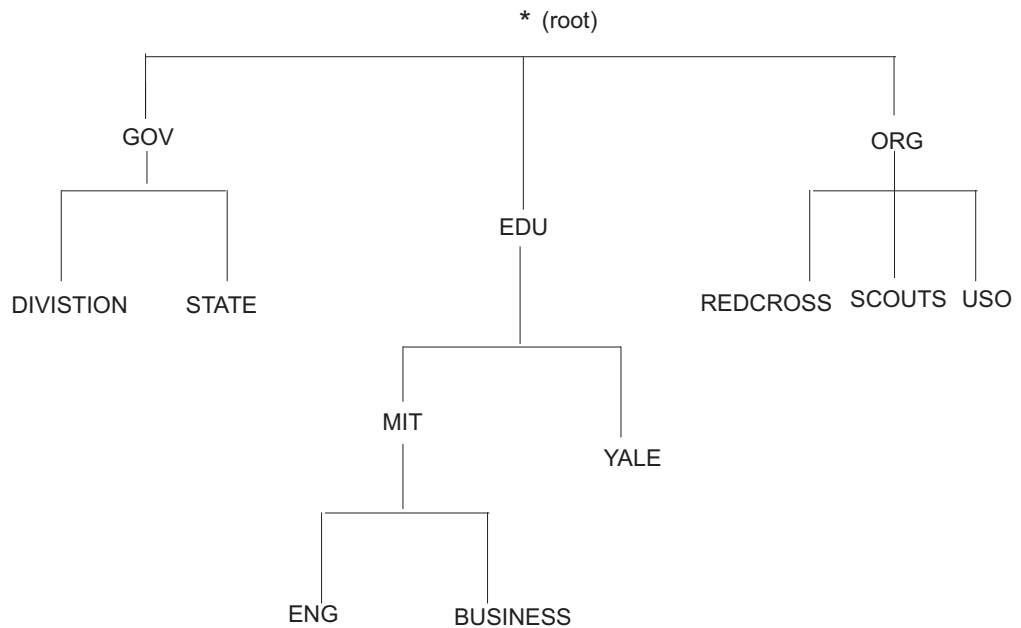 * (root)
GOV
ORG
EDU
DIVISTION
STATE
REDCROSS
SCOUTS
USO
MIT
YALE
ENG
BUSINESS